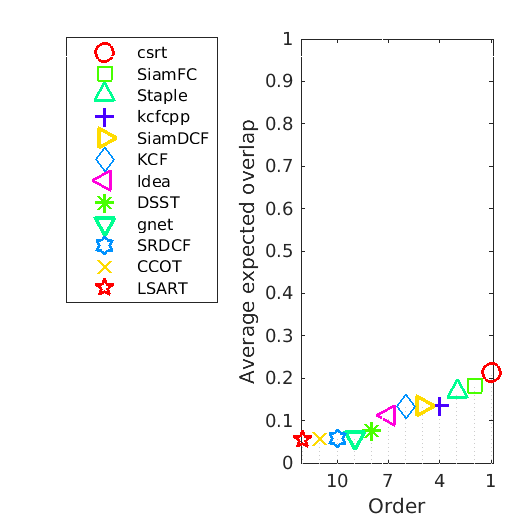 csrt
SiamFC
Staple
kcfcpp
SiamDCF
KCF
Idea
DSST
gnet
SRDCF
CCOT
LSART
Average expected overlap
1
0.9
0.8
0.7
0.6
0.5
0.4
0.3
0.2
0.1
0
10 7 4 1
Order